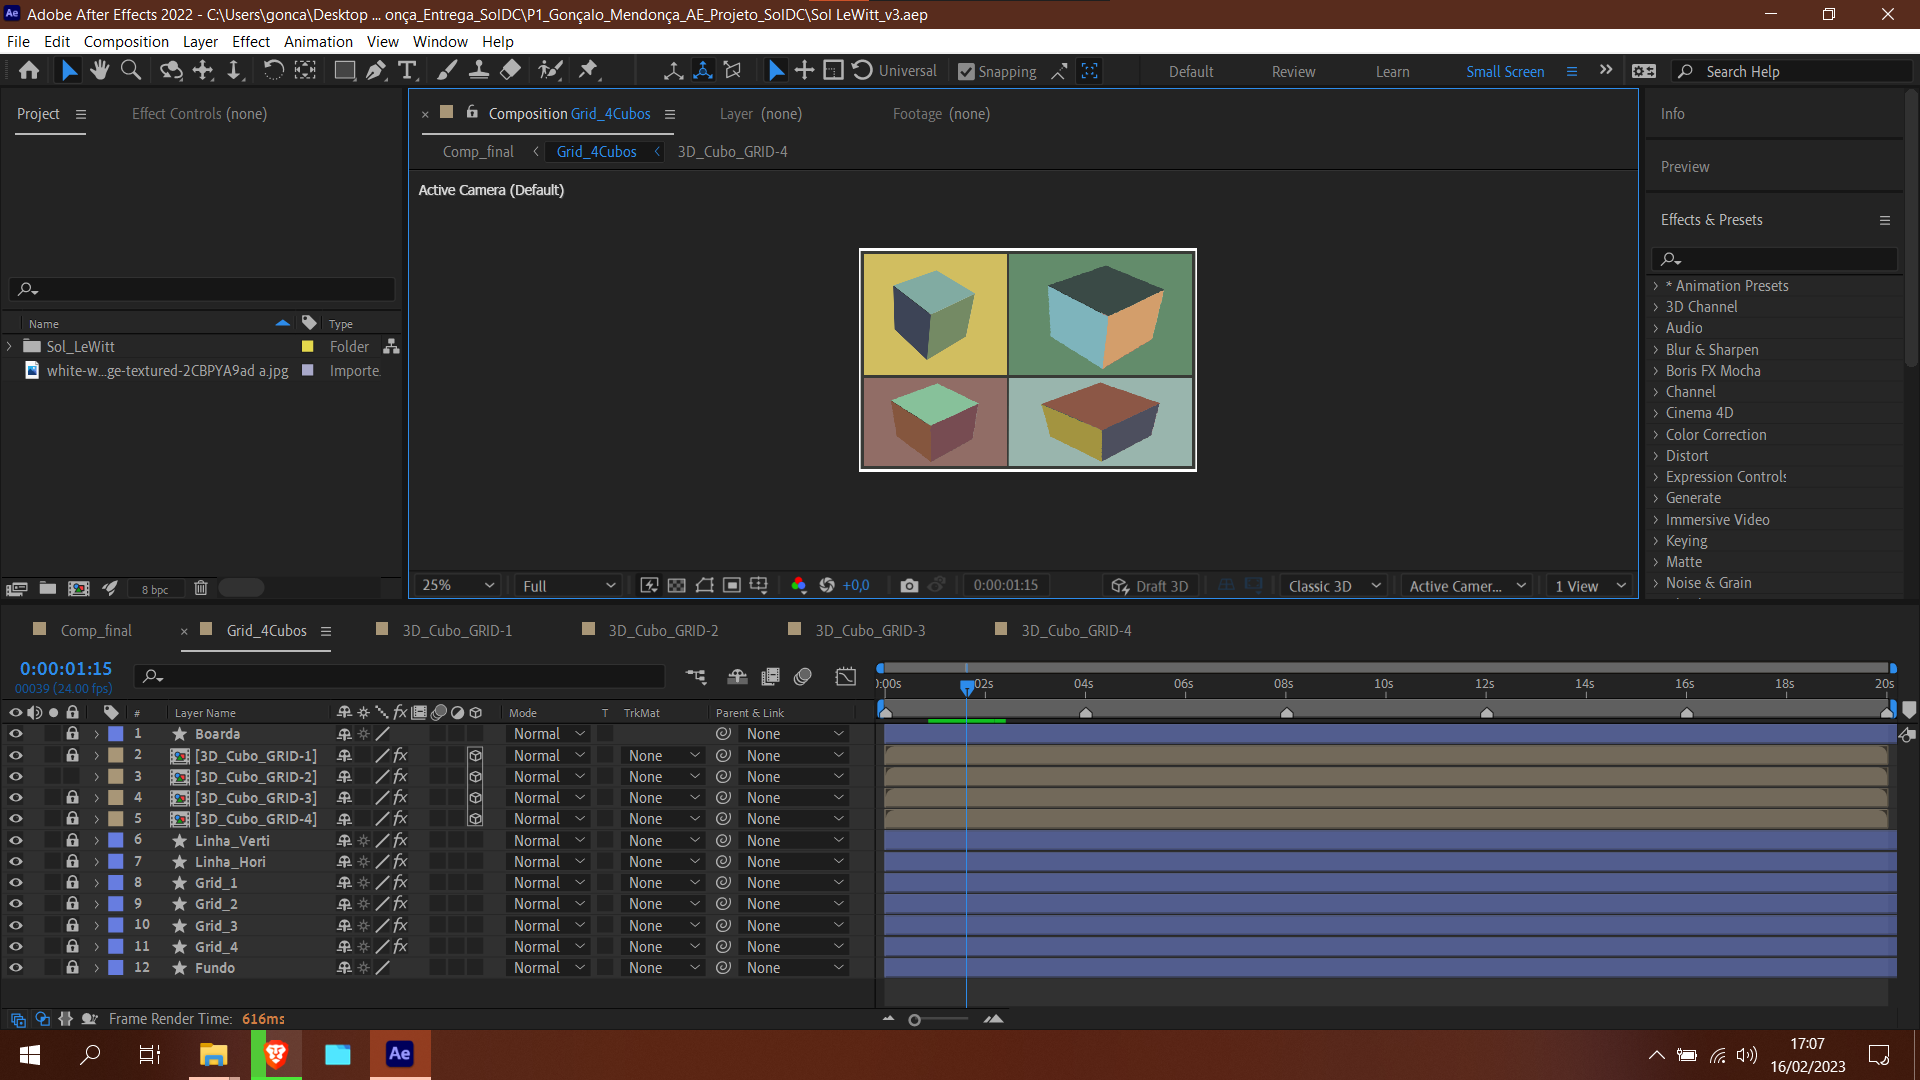 Adobe After Effects 2022 - C:\Users\gonca\Desktop ... onça_Entrega_SolDC\P1_Gonçalo_Mendonça_AE_Projeto_SolDC\Sol LeWitt_v3.aep
File Edit Composition Layer Effect Animation View Window Help
Universal Snapping Default Review Learn Small Screen Search Help
Project Effect Controls (none) Composition Grid_4Cubos Layer (none) Footage (none) Info
Comp_final Grid_4Cubos 3D_Cubo_GRID-4
Preview
Active Camera (Default)
Effects & Presets
Name Type
Sol_LeWitt Folder
white-w...ge-textured-2CBPYA9ad a.jpg Importe
* Animation Presets
3D Channel
Audio
Blur & Sharpen
Boris FX Mocha
Channel
Cinema 4D
Color Correction
Distort
Expression Controls
Generate
Immersive Video
Keying
Matte
Noise & Grain
8 bpc
25% Full +0,0 0:00:01:15 Draft 3D Classic 3D Active Camer... 1 View
Comp_final Grid_4Cubos 3D_Cubo_GRID-1 3D_Cubo_GRID-2 3D_Cubo_GRID-3 3D_Cubo_GRID-4
0:00:01:15
00039 (24.00 fps)
:00s 02s 04s 06s 08s 10s 12s 14s 16s 18s 20s
# Layer Name Mode T TrkMat Parent & Link
1 Boarda Normal None
2 [3D_Cubo_GRID-1] fx Normal None None
3 [3D_Cubo_GRID-2] fx Normal None None
4 [3D_Cubo_GRID-3] fx Normal None None
5 [3D_Cubo_GRID-4] fx Normal None None
6 Linha_Verti fx Normal None None
7 Linha_Hori fx Normal None None
8 Grid_1 fx Normal None None
9 Grid_2 fx Normal None None
10 Grid_3 fx Normal None None
11 Grid_4 fx Normal None None
12 Fundo Normal None None
Frame Render Time: 616ms
Ae
17:07
16/02/2023